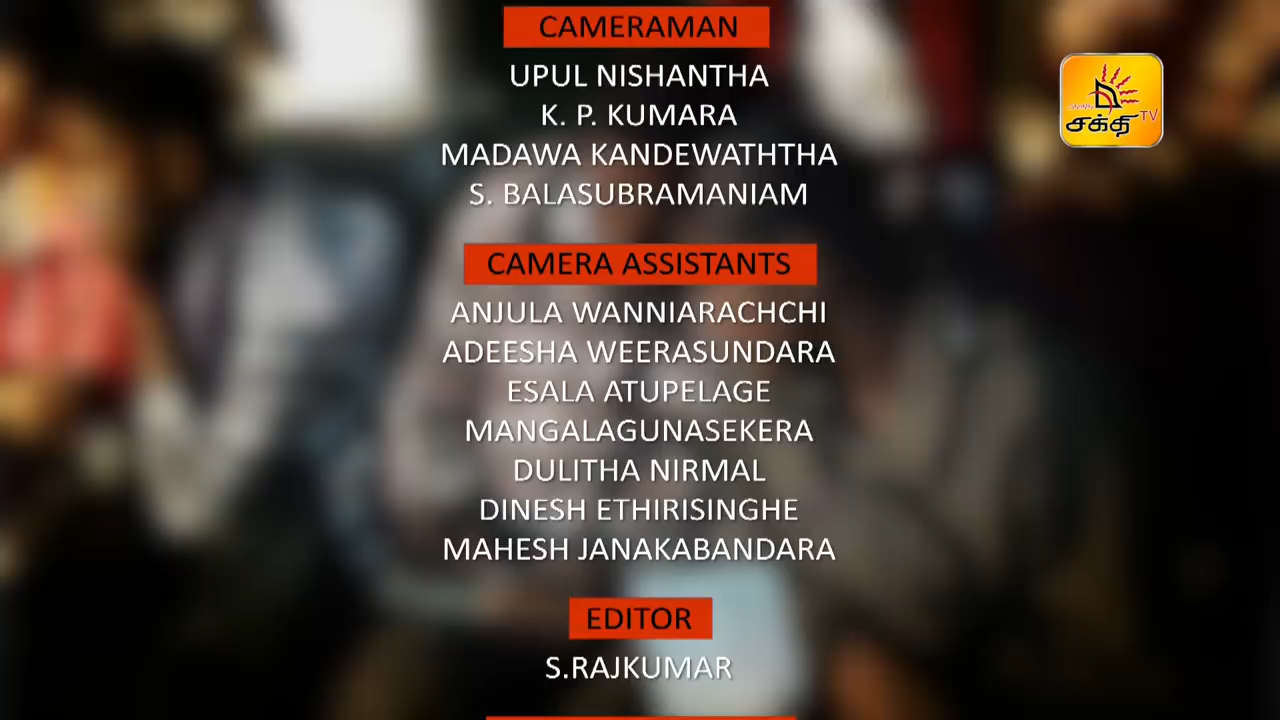 CAMERAMAN
UPUL NISHANTHA
K. P. KUMARA
MADAWA KANDEWATHTHA
S. BALASUBRAMANIAM
CAMERA ASSISTANTS
ANJULA WANNIARACHCHI
ADEESHA WEERASUNDARA
ESALA ATUPELAGE
MANGALAGUNASEKERA
DULITHA NIRMAL
DINESH ETHIRISINGHE
MAHESH JANAKABANDARA
EDITOR
S.RAJKUMAR
சக்தி TV